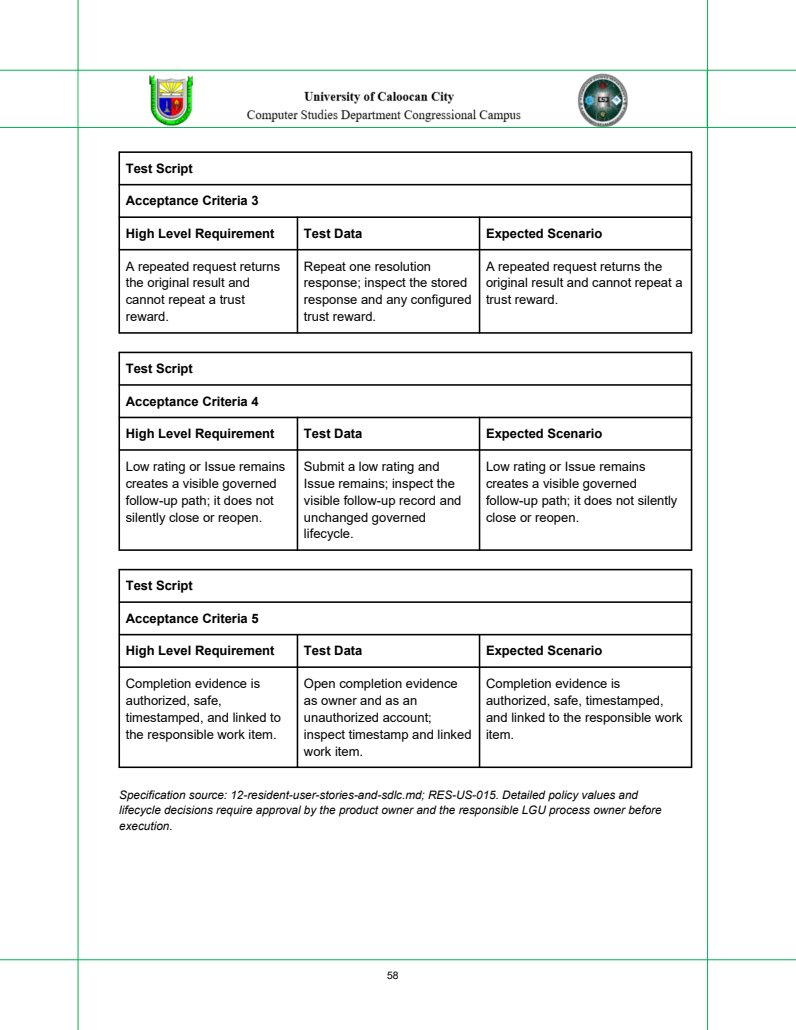 University of Caloocan City
Computer Studies Department Congressional Campus
Test Script
Acceptance Criteria 3
High Level Requirement
Test Data
Expected Scenario
A repeated request returns
the original result and
cannot repeat a trust
reward.
Repeat one resolution
response; inspect the stored
response and any configured
trust reward.
A repeated request returns the
original result and cannot repeat a
trust reward.
Test Script
Acceptance Criteria 4
High Level Requirement
Test Data
Expected Scenario
Low rating or Issue remains
creates a visible governed
follow-up path; it does not
silently close or reopen.
Submit a low rating and
Issue remains; inspect the
visible follow-up record and
unchanged governed
lifecycle.
Low rating or Issue remains
creates a visible governed
follow-up path; it does not silently
close or reopen.
Test Script
Acceptance Criteria 5
High Level Requirement
Test Data
Expected Scenario
Completion evidence is
authorized, safe,
timestamped, and linked to
the responsible work item.
Open completion evidence
as owner and as an
unauthorized account;
inspect timestamp and linked
work item.
Completion evidence is
authorized, safe, timestamped,
and linked to the responsible work
item.
Specification source: 12-resident-user-stories-and-sdlc.md; RES-US-015. Detailed policy values and
lifecycle decisions require approval by the product owner and the responsible LGU process owner before
execution.
58